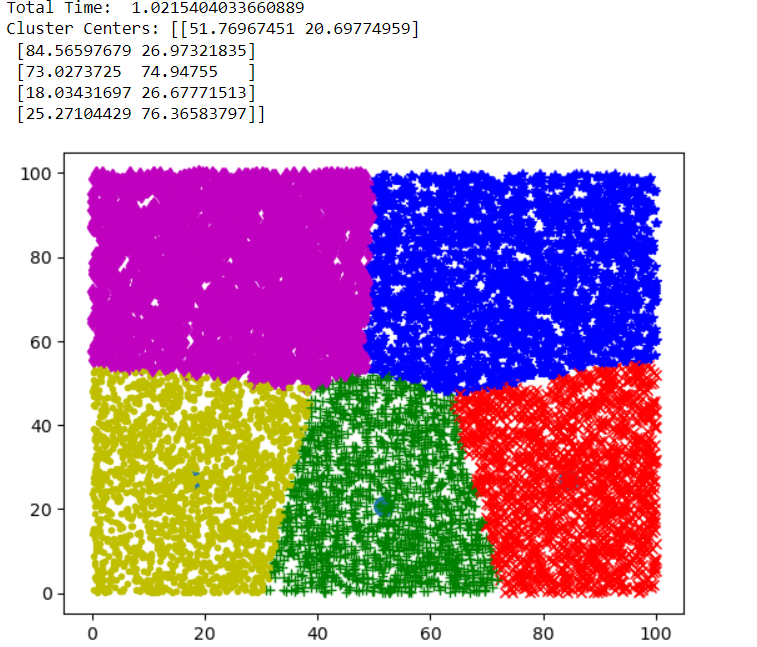 Total Time:  1.0215404033660889
Cluster Centers: [[51.76967451 20.69774959]
 [84.56597679 26.97321835]
 [73.0273725  74.94755   ]
 [18.03431697 26.67771513]
 [25.27104429 76.36583797]]
100
80
60
40
20
0
0 20 40 60 80 100